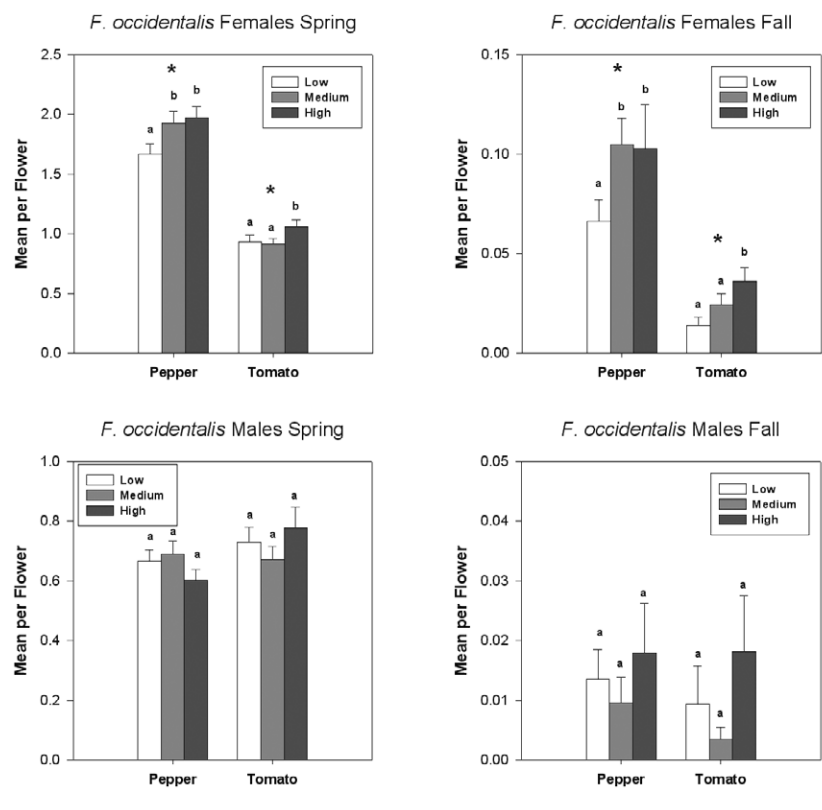 F. occidentalis Females Spring
Mean per Flower
2.5
2.0
1.5
1.0
0.5
0.0
Low
Medium
High
*
a
b
b
*
a
a
b
Pepper
Tomato
F. occidentalis Females Fall
Mean per Flower
0.15
0.10
0.05
0.00
Low
Medium
High
*
a
b
b
*
a
a
b
Pepper
Tomato
F. occidentalis Males Spring
Mean per Flower
1.0
0.8
0.6
0.4
0.2
0.0
Low
Medium
High
a
a
a
a
a
a
Pepper
Tomato
F. occidentalis Males Fall
Mean per Flower
0.05
0.04
0.03
0.02
0.01
0.00
Low
Medium
High
a
a
a
a
a
a
Pepper
Tomato